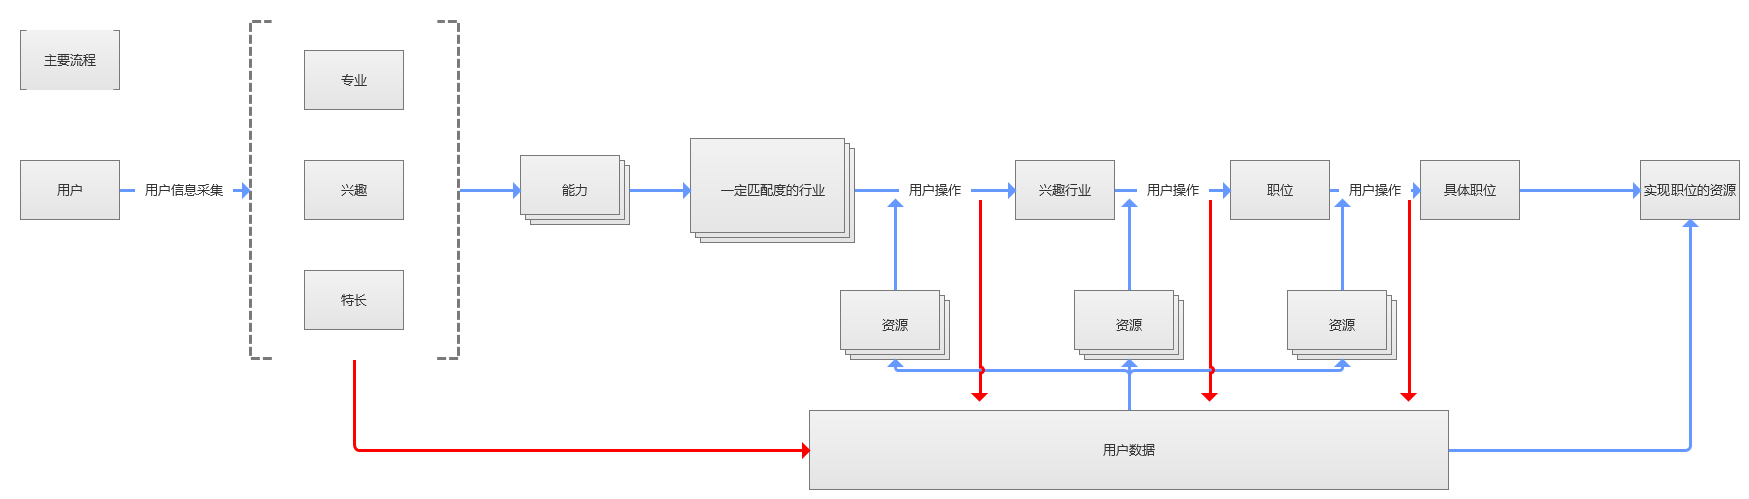 主要流程
专业
用户
用户信息采集
兴趣
能力
一定匹配度的行业
用户操作
兴趣行业
用户操作
职位
用户操作
具体职位
实现职位的资源
特长
资源
资源
资源
用户数据